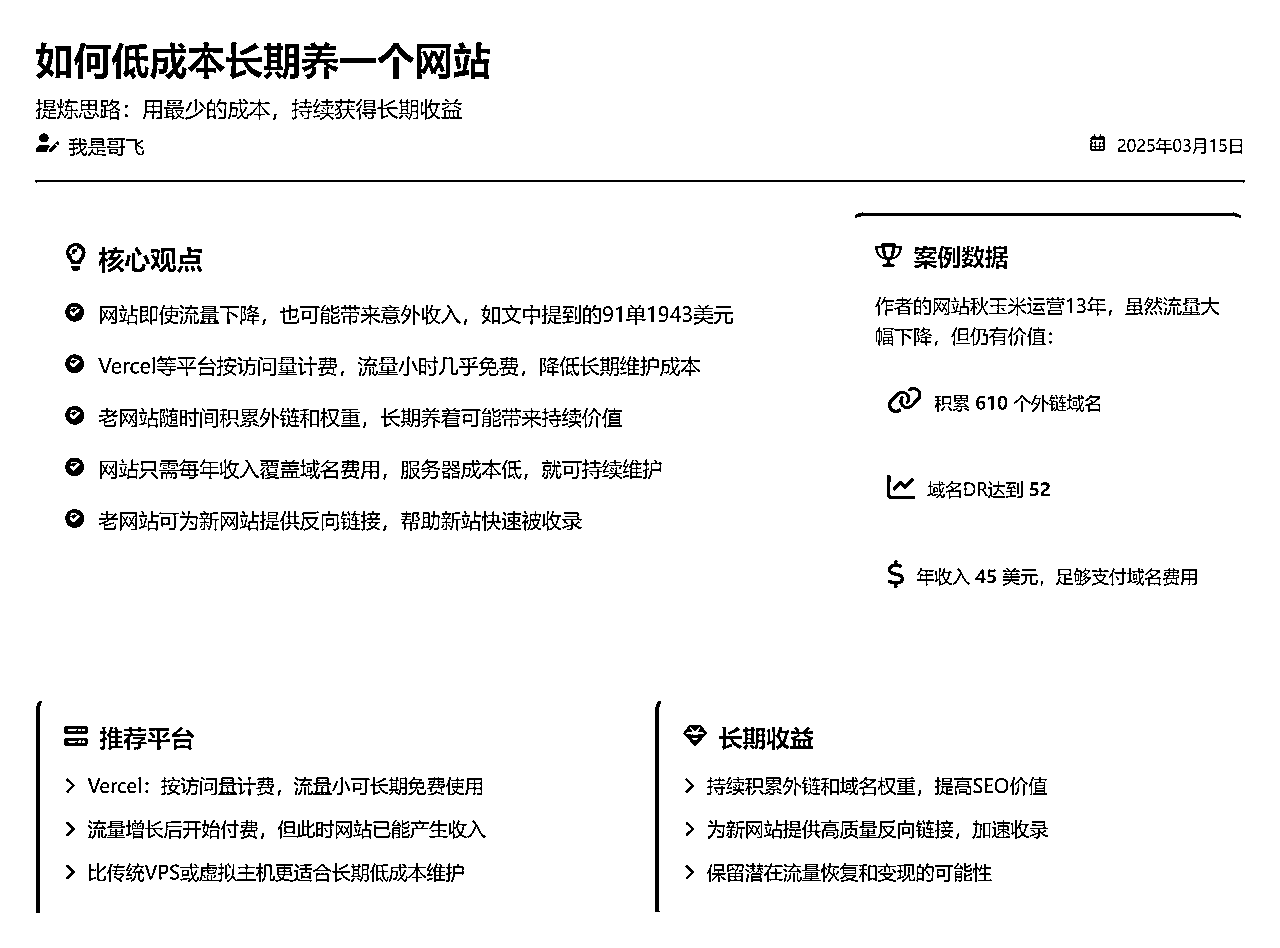 如何低成本长期养一个网站
提炼思路：用最少的成本，持续获得长期收益
我是哥飞
2025年03月15日
核心观点
网站即使流量下降，也可能带来意外收入，如文中提到的91单1943美元
Vercel等平台按访问量计费，流量小时几乎免费，降低长期维护成本
老网站随时间积累外链和权重，长期养着可能带来持续价值
网站只需每年收入覆盖域名费用，服务器成本低，就可持续维护
老网站可为新网站提供反向链接，帮助新站快速被收录
案例数据
作者的网站秋玉米运营13年，虽然流量大
幅下降，但仍有价值：
积累 610 个外链域名
域名DR达到 52
年收入 45 美元，足够支付域名费用
推荐平台
Vercel：按访问量计费，流量小可长期免费使用
流量增长后开始付费，但此时网站已能产生收入
比传统VPS或虚拟主机更适合长期低成本维护
长期收益
持续积累外链和域名权重，提高SEO价值
为新网站提供高质量反向链接，加速收录
保留潜在流量恢复和变现的可能性